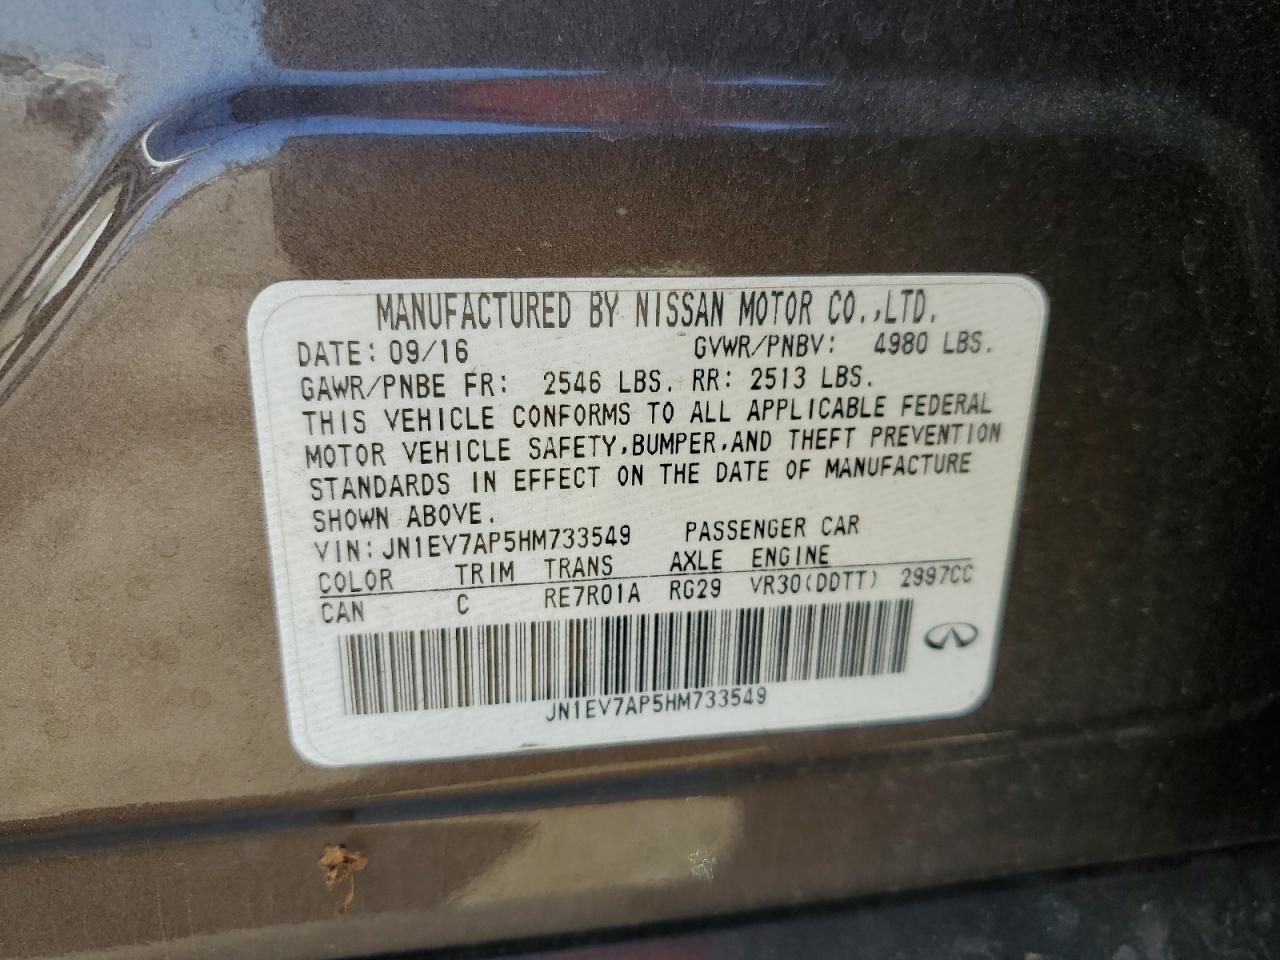 MANUFACTURED BY NISSAN MOTOR CO.,LTD.
DATE: 09/16 GVWR/PNBV: 4980 LBS.
GAWR/PNBE FR: 2546 LBS. RR: 2513 LBS.
THIS VEHICLE CONFORMS TO ALL APPLICABLE FEDERAL
MOTOR VEHICLE SAFETY,BUMPER,AND THEFT PREVENTION
STANDARDS IN EFFECT ON THE DATE OF MANUFACTURE
SHOWN ABOVE.
VIN: JN1EV7AP5HM733549 PASSENGER CAR
COLOR TRIM TRANS AXLE ENGINE
CAN C RE7R01A RG29 VR30(DDTT) 2997CC
JN1EV7AP5HM733549